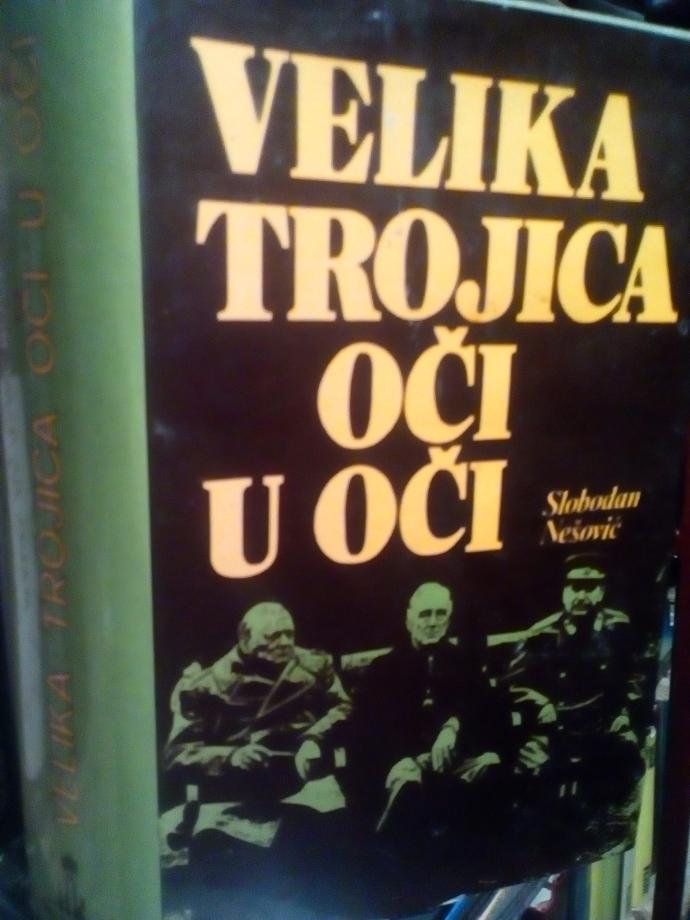 VELIKA
TROJICA
OČI
U OČI
Slobodan
Nešović
VELIKA TROJICA OČI U OČI